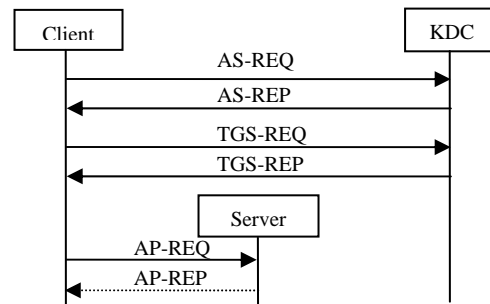 Client
KDC
AS-REQ
AS-REP
TGS-REQ
TGS-REP
Server
AP-REQ
AP-REP